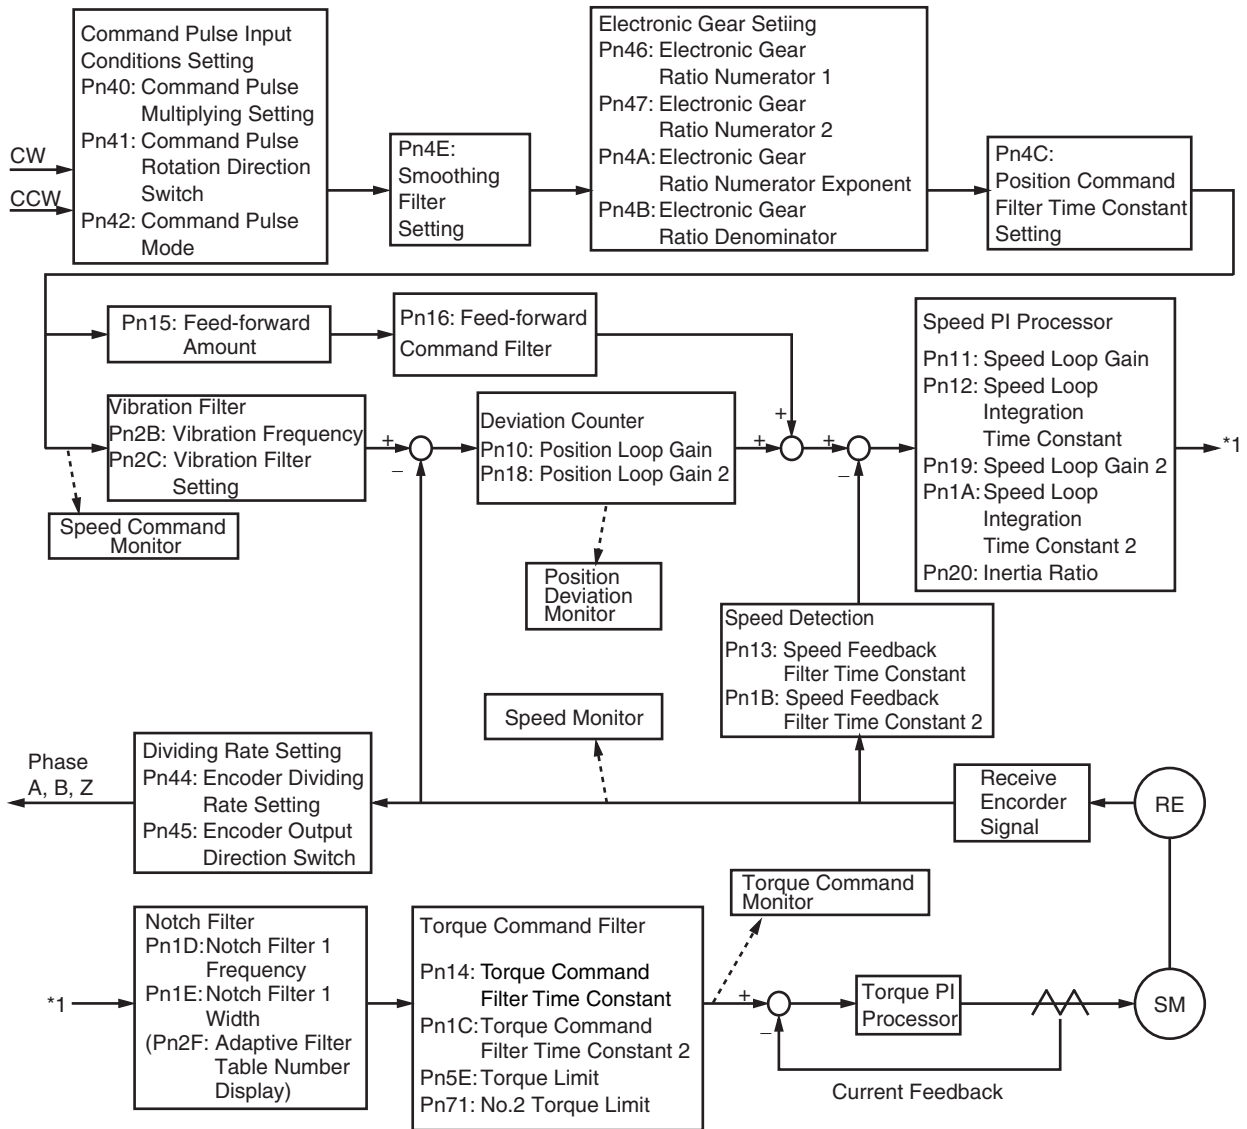 Command Pulse Input
Conditions Setting
Pn40: Command Pulse
Multiplying Setting
Pn41: Command Pulse
Rotation Direction
Switch
Pn42: Command Pulse
Mode
CW
CCW
Pn4E:
Smoothing
Filter
Setting
Electronic Gear Setiing
Pn46: Electronic Gear
Ratio Numerator 1
Pn47: Electronic Gear
Ratio Numerator 2
Pn4A: Electronic Gear
Ratio Numerator Exponent
Pn4B: Electronic Gear
Ratio Denominator
Pn4C:
Position Command
Filter Time Constant
Setting
Pn15: Feed-forward
Amount
Pn16: Feed-forward
Command Filter
Vibration Filter
Pn2B: Vibration Frequency
Pn2C: Vibration Filter
Setting
+
−
Speed Command
Monitor
Deviation Counter
Pn10: Position Loop Gain
Pn18: Position Loop Gain 2
+
+
+
−
Position
Deviation
Monitor
Speed PI Processor
Pn11: Speed Loop Gain
Pn12: Speed Loop
Integration
Time Constant
Pn19: Speed Loop Gain 2
Pn1A: Speed Loop
Integration
Time Constant 2
Pn20: Inertia Ratio
*1
Speed Detection
Pn13: Speed Feedback
Filter Time Constant
Pn1B: Speed Feedback
Filter Time Constant 2
Speed Monitor
Phase
A, B, Z
Dividing Rate Setting
Pn44: Encoder Dividing
Rate Setting
Pn45: Encoder Output
Direction Switch
Receive
Encorder
Signal
RE
*1
Notch Filter
Pn1D: Notch Filter 1
Frequency
Pn1E: Notch Filter 1
Width
(Pn2F: Adaptive Filter
Table Number
Display)
Torque Command Filter
Pn14: Torque Command
Filter Time Constant
Pn1C: Torque Command
Filter Time Constant 2
Pn5E: Torque Limit
Pn71: No.2 Torque Limit
Torque Command
Monitor
+
−
Torque PI
Processor
SM
Current Feedback